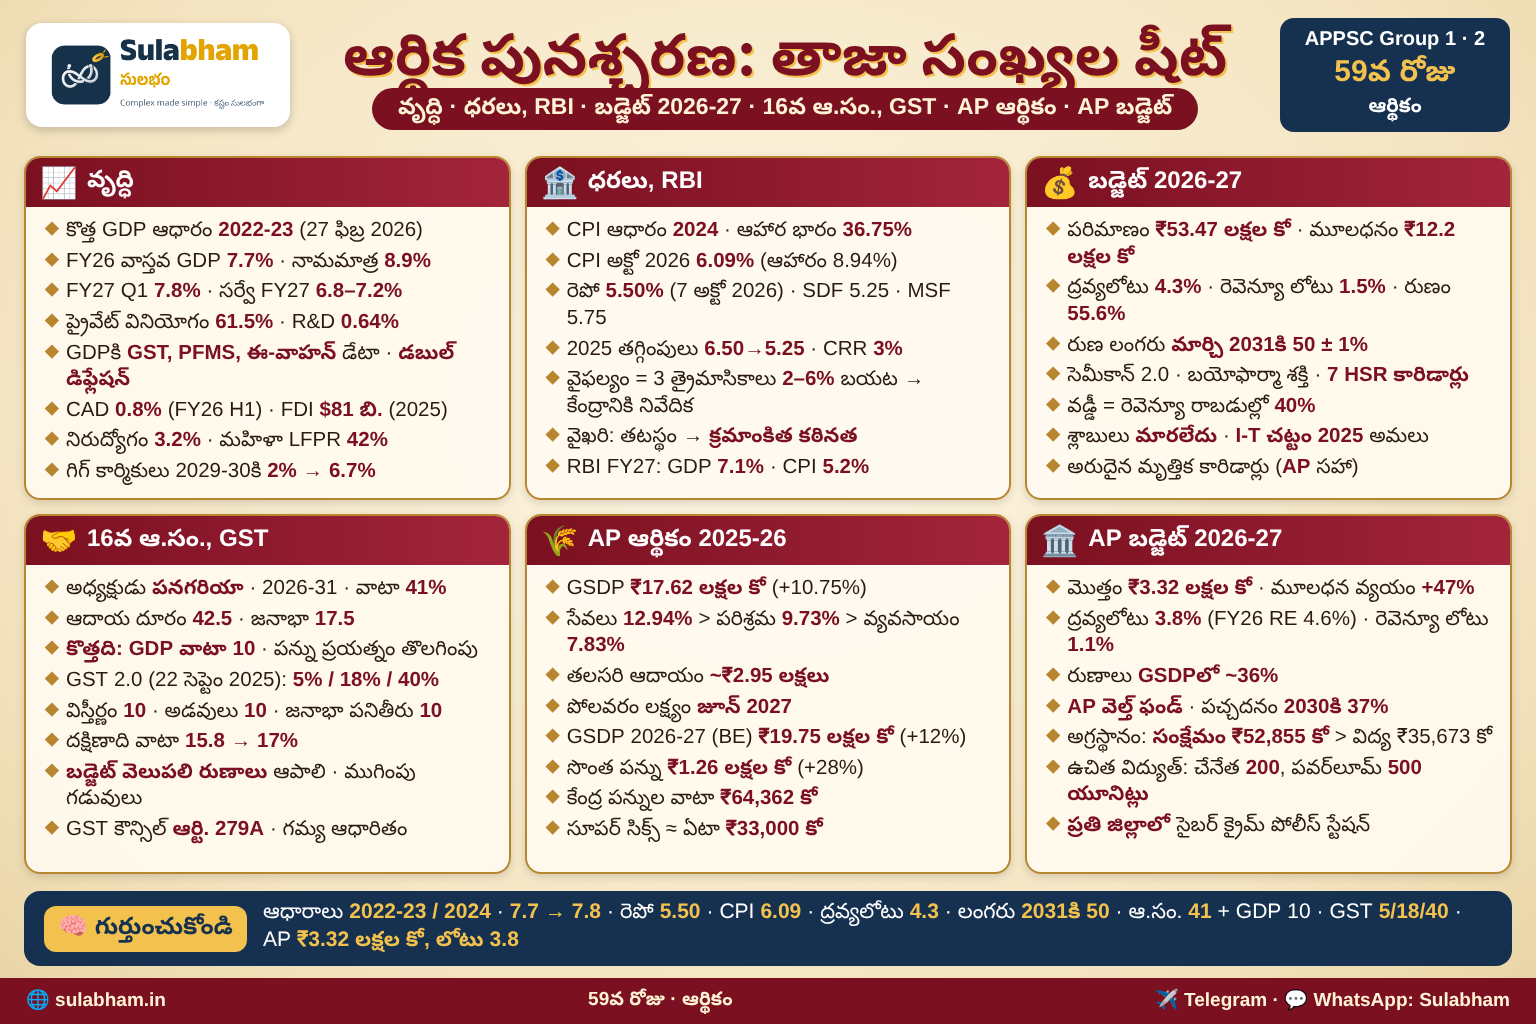 Sulabham
సులభం
Complex made simple · కష్టం సులభంగా
ఆర్థిక పునశ్చరణ: తాజా సంఖ్యల షీట్
వృద్ధి · ధరలు, RBI · బడ్జెట్ 2026-27 · 16వ ఆ.సం., GST · AP ఆర్థికం · AP బడ్జెట్
APPSC Group 1 · 2
59వ రోజు
ఆర్థికం
📈 వృద్ధి
◆ కొత్త GDP ఆధారం 2022-23 (27 ఫిబ్ర 2026)
◆ FY26 వాస్తవ GDP 7.7% · నామమాత్ర 8.9%
◆ FY27 Q1 7.8% · సర్వే FY27 6.8–7.2%
◆ ప్రైవేట్ వినియోగం 61.5% · R&D 0.64%
◆ GDPకి GST, PFMS, ఈ-వాహన్ డేటా · డబుల్
డిఫ్లేషన్
◆ CAD 0.8% (FY26 H1) · FDI $81 బి. (2025)
◆ నిరుద్యోగం 3.2% · మహిళా LFPR 42%
◆ గిగ్ కార్మికులు 2029-30కి 2% → 6.7%
🏦 ధరలు, RBI
◆ CPI ఆధారం 2024 · ఆహార భారం 36.75%
◆ CPI అక్టో 2026 6.09% (ఆహారం 8.94%)
◆ రెపో 5.50% (7 అక్టో 2026) · SDF 5.25 · MSF
5.75
◆ 2025 తగ్గింపులు 6.50→5.25 · CRR 3%
◆ వైఫల్యం = 3 త్రైమాసికాలు 2–6% బయట →
కేంద్రానికి నివేదిక
◆ వైఖరి: తటస్థం → క్రమాంకిత కఠినత
◆ RBI FY27: GDP 7.1% · CPI 5.2%
💰 బడ్జెట్ 2026-27
◆ పరిమాణం ₹53.47 లక్షల కో · మూలధనం ₹12.2
లక్షల కో
◆ ద్రవ్యలోటు 4.3% · రెవెన్యూ లోటు 1.5% · రుణం
55.6%
◆ రుణ లంగరు మార్చి 2031కి 50 ± 1%
◆ సెమీకాన్ 2.0 · బయోఫార్మా శక్తి · 7 HSR కారిడార్లు
◆ వడ్డీ = రెవెన్యూ రాబడుల్లో 40%
◆ శ్లాబులు మారలేదు · I-T చట్టం 2025 అమలు
◆ అరుదైన మృత్తిక కారిడార్లు (AP సహా)
🤝 16వ ఆ.సం., GST
◆ అధ్యక్షుడు పనగరియా · 2026-31 · వాటా 41%
◆ ఆదాయ దూరం 42.5 · జనాభా 17.5
◆ కొత్తది: GDP వాటా 10 · పన్ను ప్రయత్నం తొలగింపు
◆ GST 2.0 (22 సెప్టెం 2025): 5% / 18% / 40%
◆ విస్తీర్ణం 10 · అడవులు 10 · జనాభా పనితీరు 10
◆ దక్షిణాది వాటా 15.8 → 17%
◆ బడ్జెట్ వెలుపలి రుణాలు ఆపాలి · ముగింపు
గడువులు
◆ GST కౌన్సిల్ ఆర్టి. 279A · గమ్య ఆధారితం
🌾 AP ఆర్థికం 2025-26
◆ GSDP ₹17.62 లక్షల కో (+10.75%)
◆ సేవలు 12.94% > పరిశ్రమ 9.73% > వ్యవసాయం
7.83%
◆ తలసరి ఆదాయం ~₹2.95 లక్షలు
◆ పోలవరం లక్ష్యం జూన్ 2027
◆ GSDP 2026-27 (BE) ₹19.75 లక్షల కో (+12%)
◆ సొంత పన్ను ₹1.26 లక్షల కో (+28%)
◆ కేంద్ర పన్నుల వాటా ₹64,362 కో
◆ సూపర్ సిక్స్ ≈ ఏటా ₹33,000 కో
🏛️ AP బడ్జెట్ 2026-27
◆ మొత్తం ₹3.32 లక్షల కో · మూలధన వ్యయం +47%
◆ ద్రవ్యలోటు 3.8% (FY26 RE 4.6%) · రెవెన్యూ లోటు
1.1%
◆ రుణాలు GSDPలో ~36%
◆ AP వెల్త్ ఫండ్ · పచ్చదనం 2030కి 37%
◆ అగ్రస్థానం: సంక్షేమం ₹52,855 కో > విద్య ₹35,673 కో
◆ ఉచిత విద్యుత్: చేనేత 200, పవర్‌లూమ్ 500
యూనిట్లు
◆ ప్రతి జిల్లాలో సైబర్ క్రైమ్ పోలీస్ స్టేషన్
🧠 గుర్తుంచుకోండి
ఆధారాలు 2022-23 / 2024 · 7.7 → 7.8 · రెపో 5.50 · CPI 6.09 · ద్రవ్యలోటు 4.3 · లంగరు 2031కి 50 · ఆ.సం. 41 + GDP 10 · GST 5/18/40 ·
AP ₹3.32 లక్షల కో, లోటు 3.8
🌐 sulabham.in
59వ రోజు · ఆర్థికం
✈️ Telegram · 💬 WhatsApp: Sulabham